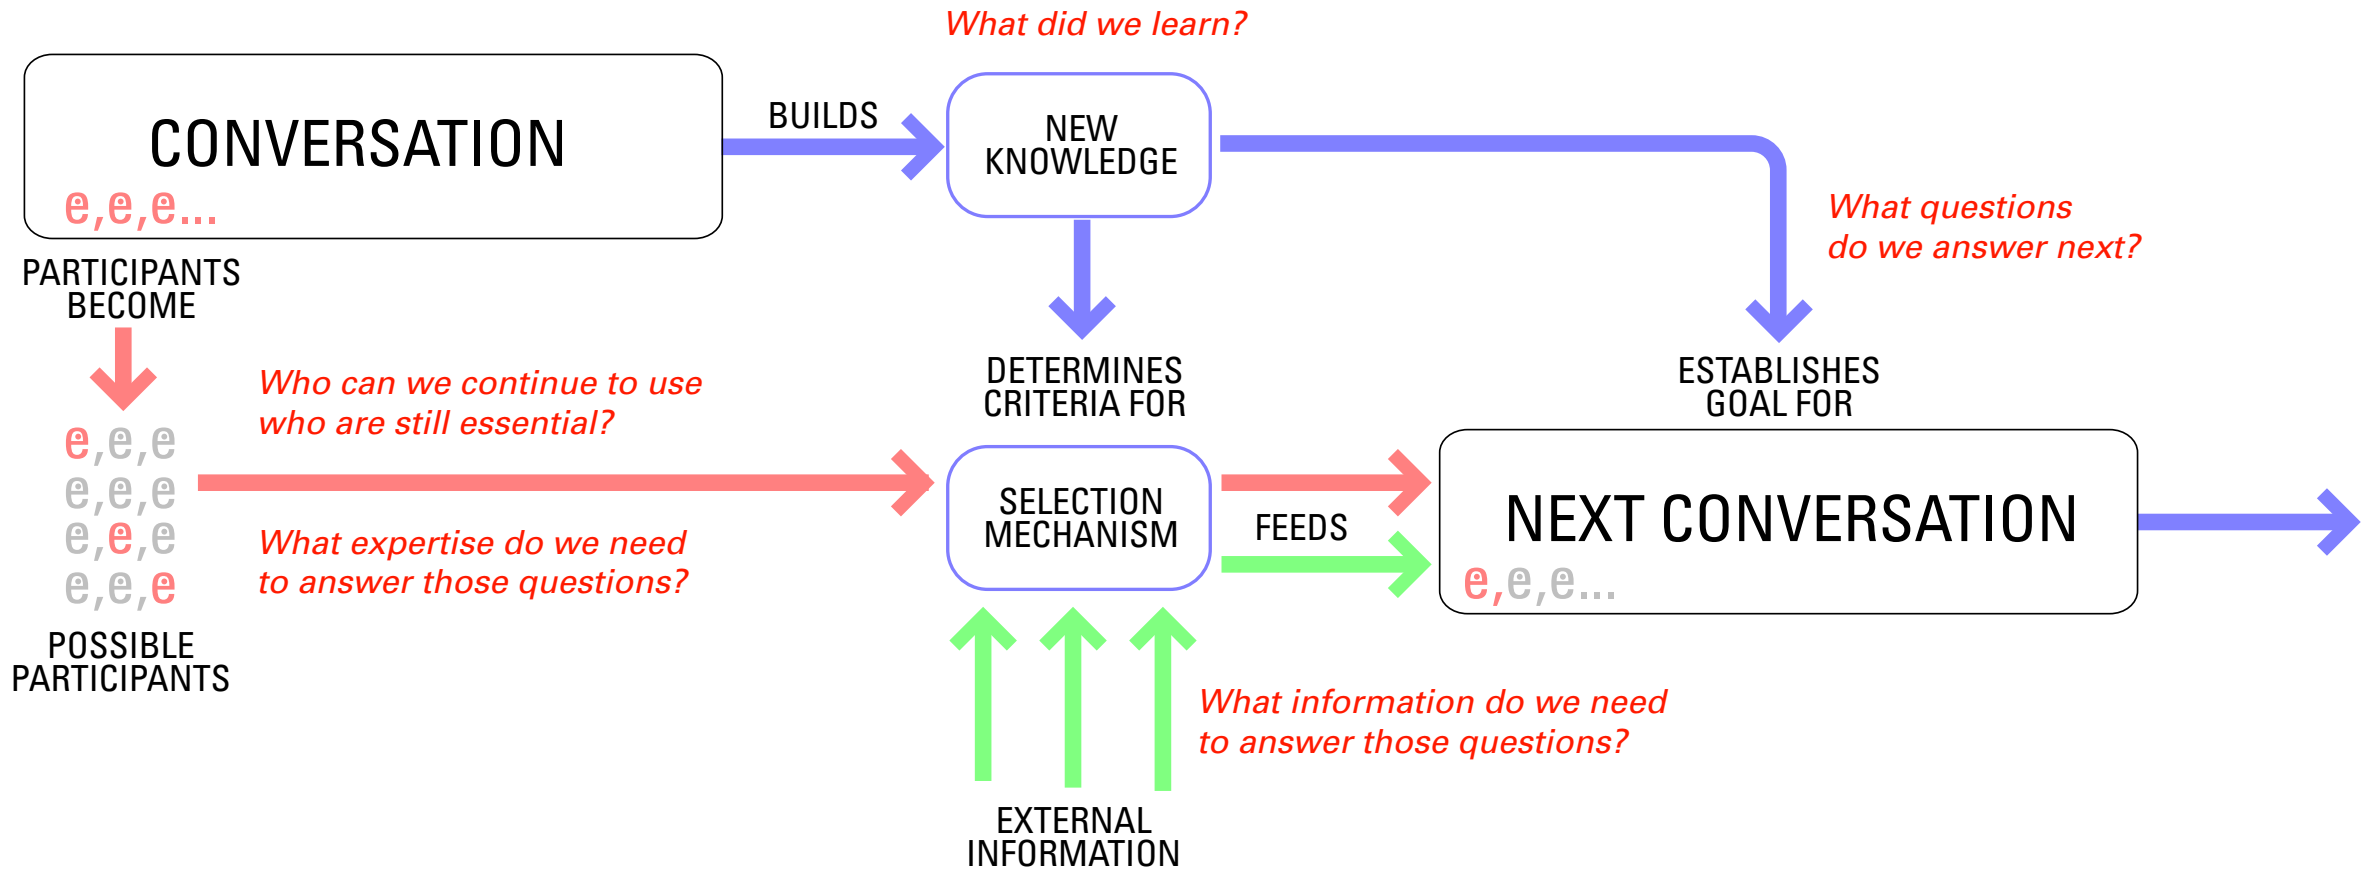 What did we learn?
CONVERSATION
e,e,e...
BUILDS
NEW
KNOWLEDGE
What questions
do we answer next?
PARTICIPANTS
BECOME
Who can we continue to use
who are still essential?
DETERMINES
CRITERIA FOR
ESTABLISHES
GOAL FOR
e,e,e
e,e,e
e,e,e
e,e,e
What expertise do we need
to answer those questions?
SELECTION
MECHANISM
FEEDS
NEXT CONVERSATION
e,e,e...
POSSIBLE
PARTICIPANTS
What information do we need
to answer those questions?
EXTERNAL
INFORMATION